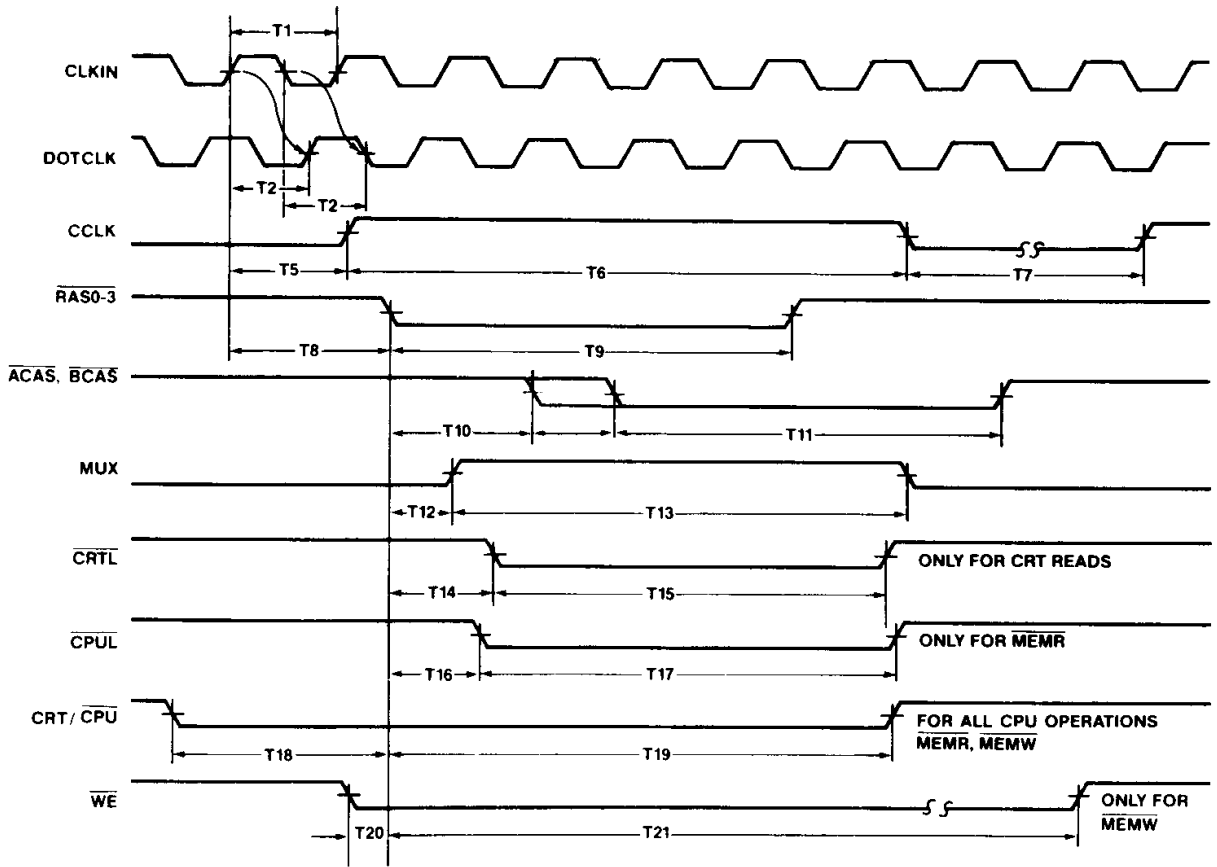 T1
CLKIN
DOTCLK
T2
T2
CCLK
T5
T6
T7
RAS0-3
T8
T9
ACAS, BCAS
T10
T11
MUX
T12
T13
CRTL
ONLY FOR CRT READS
T14
T15
CPUL
ONLY FOR MEMR
T16
T17
CRT/CPU
FOR ALL CPU OPERATIONS
MEMR, MEMW
T18
T19
WE
ONLY FOR
MEMW
T20
T21